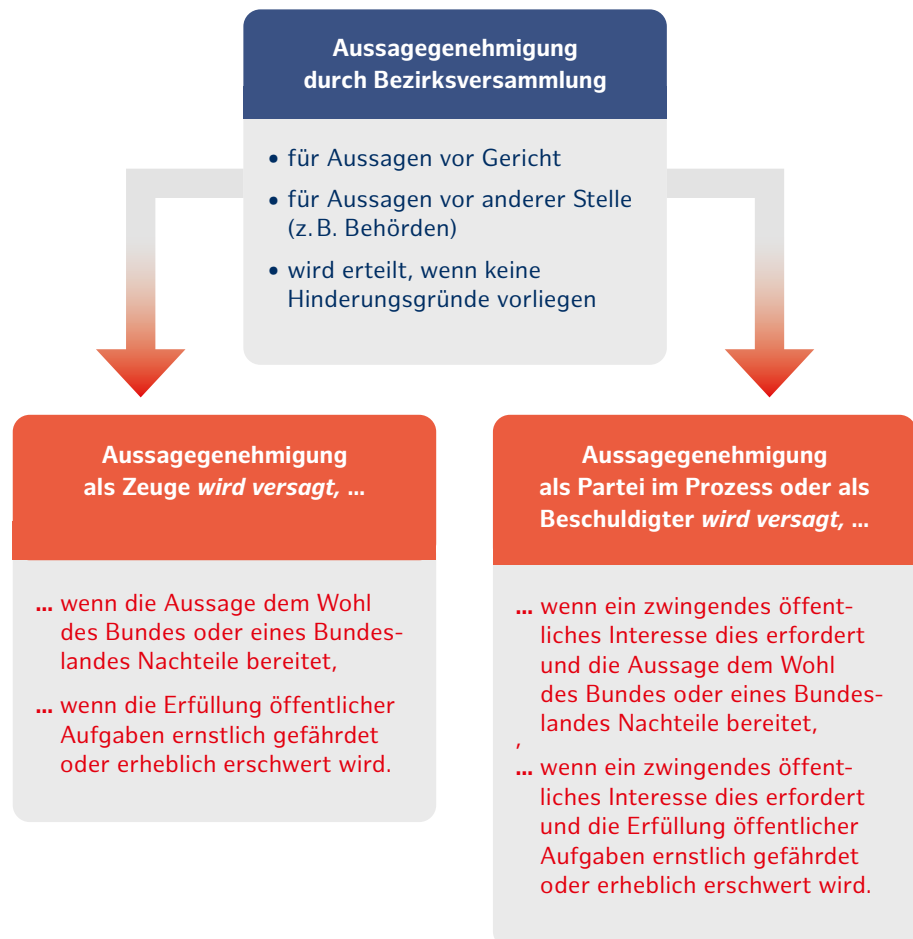 Aussagegenehmigung
durch Bezirksversammlung
• für Aussagen vor Gericht
• für Aussagen vor anderer Stelle
(z. B. Behörden)
• wird erteilt, wenn keine
Hinderungsgründe vorliegen
Aussagegenehmigung
als Zeuge wird versagt, ...
... wenn die Aussage dem Wohl
des Bundes oder eines Bundes-
landes Nachteile bereitet,
... wenn die Erfüllung öffentlicher
Aufgaben ernstlich gefährdet
oder erheblich erschwert wird.
Aussagegenehmigung
als Partei im Prozess oder als
Beschuldigter wird versagt, ...
... wenn ein zwingendes öffent-
liches Interesse dies erfordert
und die Aussage dem Wohl
des Bundes oder eines Bundes-
landes Nachteile bereitet,
,
... wenn ein zwingendes öffent-
liches Interesse dies erfordert
und die Erfüllung öffentlicher
Aufgaben ernstlich gefährdet
oder erheblich erschwert wird.